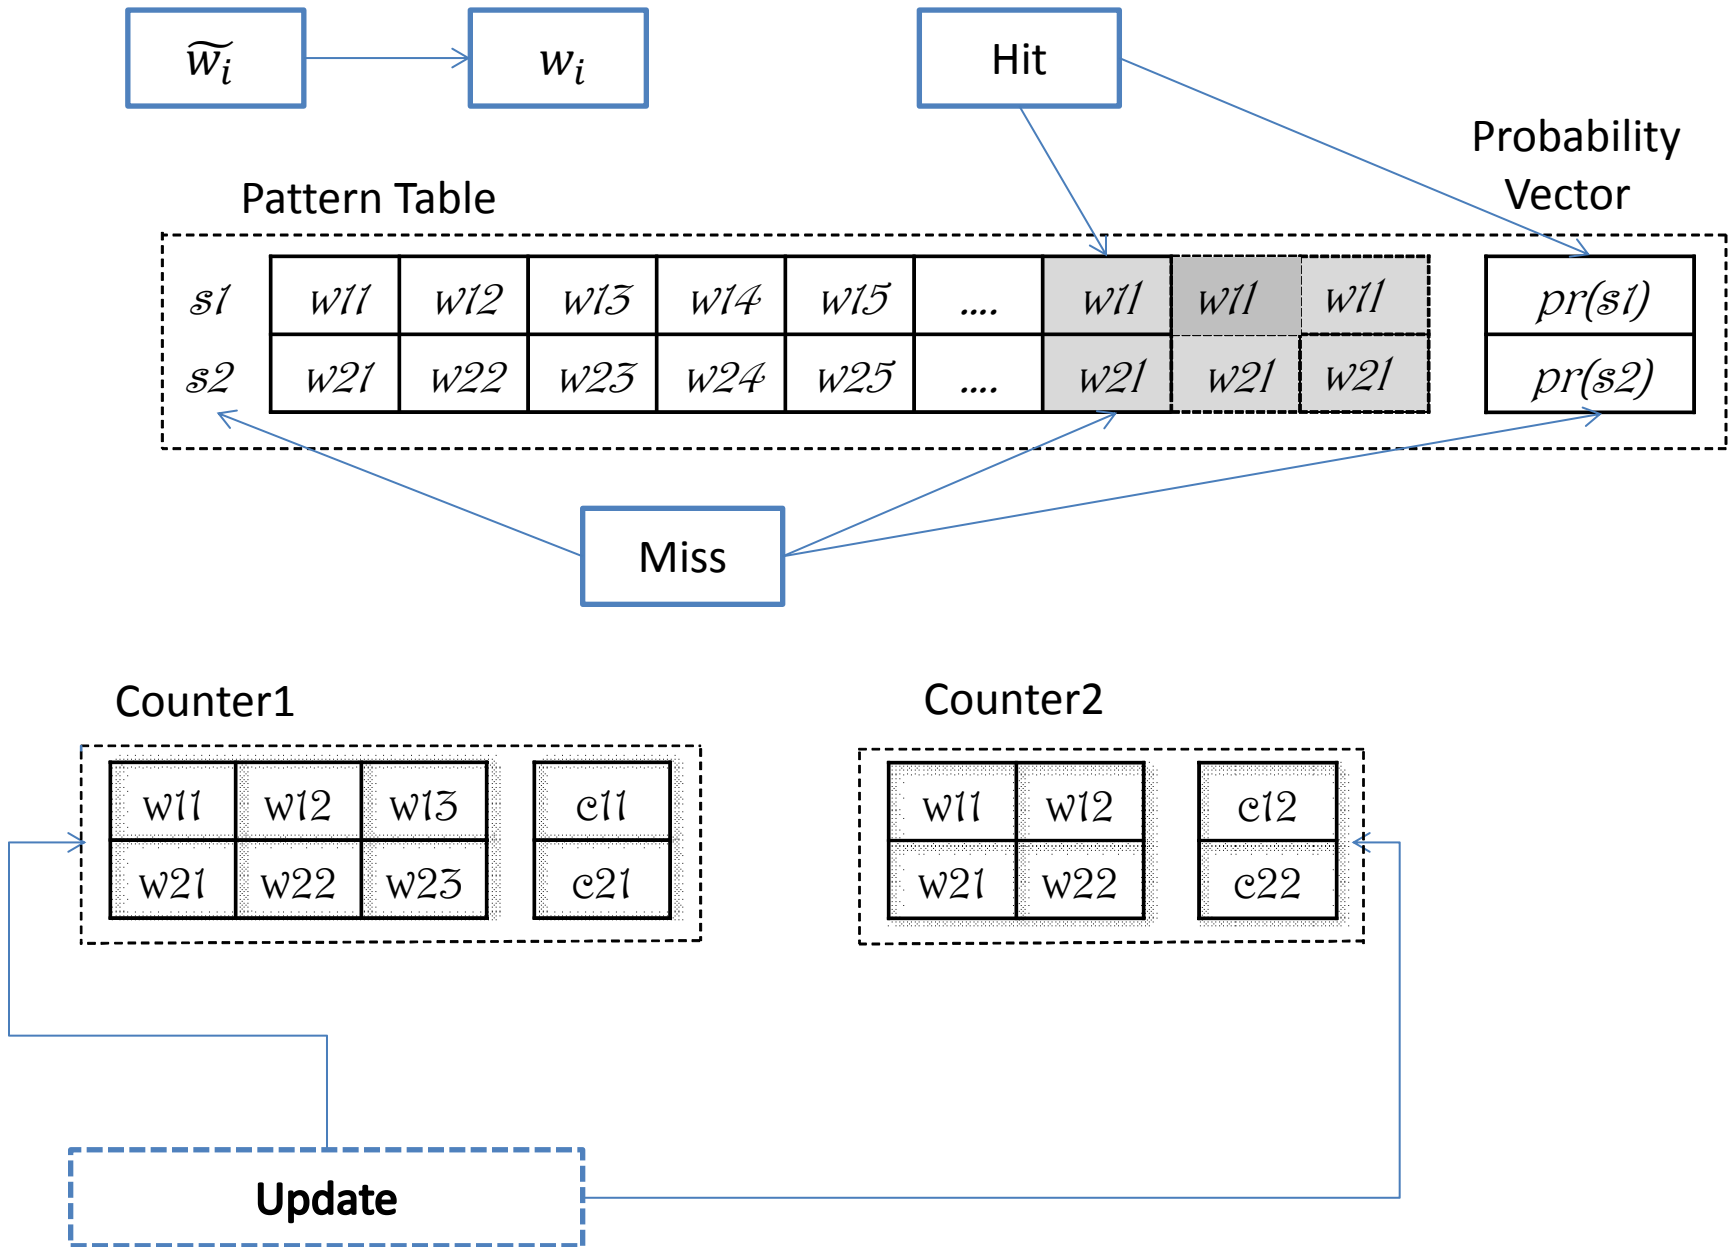 w̃ᵢ wᵢ Hit
Probability
Vector
Pattern Table
s1 w11 w12 w13 w14 w15 .... w11 w11 w11 pr(s1)
s2 w21 w22 w23 w24 w25 .... w21 w21 w21 pr(s2)
Miss
Counter1 Counter2
w11 w12 w13 c11 w11 w12 c12
w21 w22 w23 c21 w21 w22 c22
Update